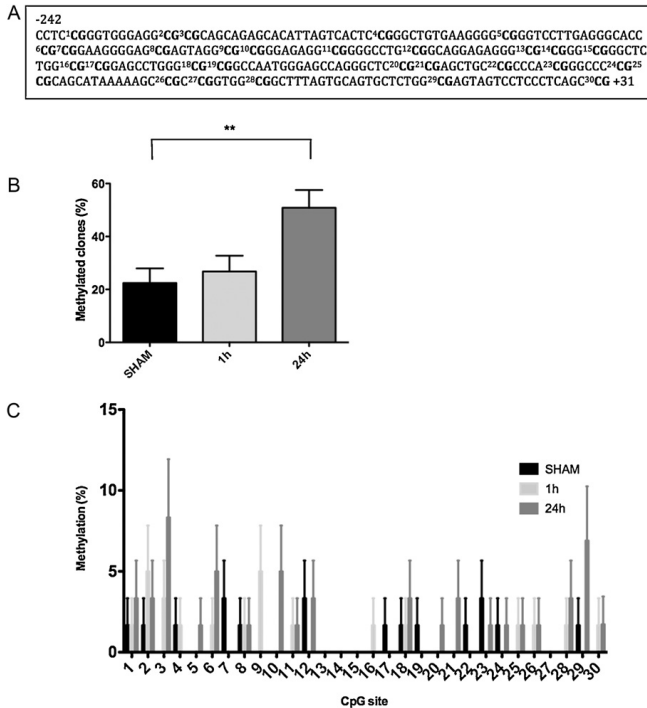 A
-242
CCTC¹CGGGTGGGAGG²CG³CGCAGCAGAGCACATTAGTCACTC⁴CGGGCTGTGAAGGGG⁵CGGGTCCTTGAGGGCACC
⁶CG⁷CGGAAGGGGAG⁸CGAGTAGG⁹CG¹⁰CGGGAGAGG¹¹CGGGGCCTG¹²CGGCAGGAGAGGG¹³CG¹⁴CGGG¹⁵CGGGCTC
TGG¹⁶CG¹⁷CGGAGCCTGGG¹⁸CG¹⁹CGGCCAATGGGAGCCAGGGCTC²⁰CG²¹CGAGCTGC²²CGCCCA²³CGGGCCC²⁴CG²⁵
CGCAGCATAAAAAGC²⁶CGC²⁷CGGTGG²⁸CGGCTTTAGTGCAGTGCTCTGG²⁹CGAGTAGTCCTCCCTCAGC³⁰CG +31
B
**
Methylated clones (%)
60
40
20
0
SHAM 1h 24h
C
Methylation (%)
15
10
5
0
SHAM
1h
24h
1 2 3 4 5 6 7 8 9 10 11 12 13 14 15 16 17 18 19 20 21 22 23 24 25 26 27 28 29 30
CpG site